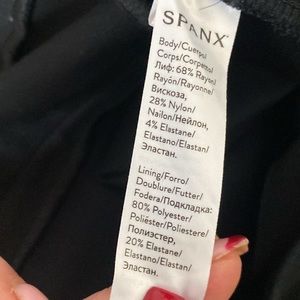 SPANX®
Body/Cuerpo/
Corps/Corpetto/
Лиф: 68% Rayon/
Rayón/Rayonne/
Вискоза,
28% Nylon/
Nailon/Нейлон,
4% Elastane/
Elastano/Elastan/
Эластан.
Lining/Forro/
Doublure/Futter/
Fodera/Подкладка:
80% Polyester/
Poliéster/Poliestere/
Полиэстер,
20% Elastane/
Elastano/Elastan/
Эластан.